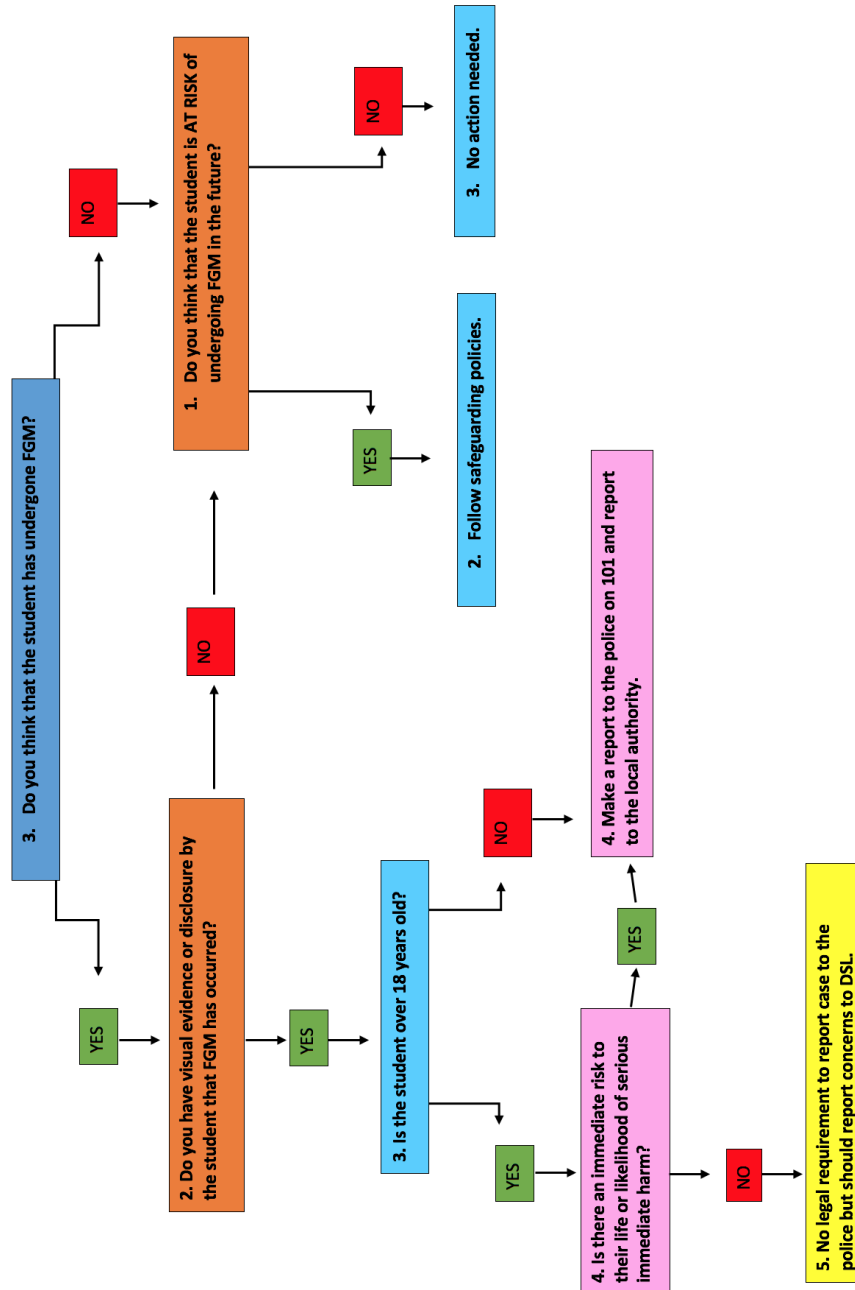 3. Do you think that the student has undergone FGM?
YES
NO
2. Do you have visual evidence or disclosure by
the student that FGM has occurred?
NO
1. Do you think that the student is AT RISK of
undergoing FGM in the future?
YES
YES
NO
3. Is the student over 18 years old?
2. Follow safeguarding policies.
3. No action needed.
YES
NO
4. Is there an immediate risk to
their life or likelihood of serious
immediate harm?
YES
4. Make a report to the police on 101 and report
to the local authority.
NO
5. No legal requirement to report case to the
police but should report concerns to DSL.